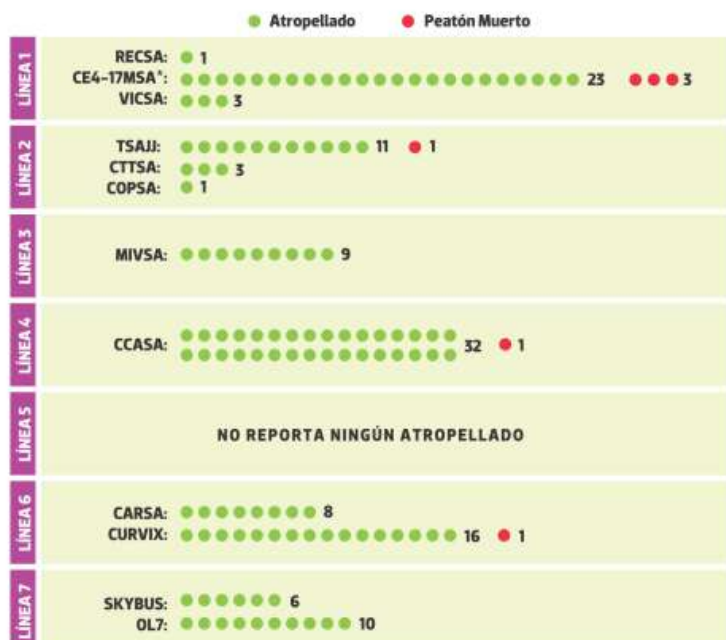 Atropellado Peatón Muerto
LÍNEA 1
RECSA: 1
CE4-17MSA*: 23 3
VICSA: 3
LÍNEA 2
TSAJJ: 11 1
CTTSA: 3
COPSA: 1
LÍNEA 3
MIVSA: 9
LÍNEA 4
CCASA: 32 1
LÍNEA 5
NO REPORTA NINGÚN ATROPELLADO
LÍNEA 6
CARSA: 8
CURVIX: 16 1
LÍNEA 7
SKYBUS: 6
OL7: 10